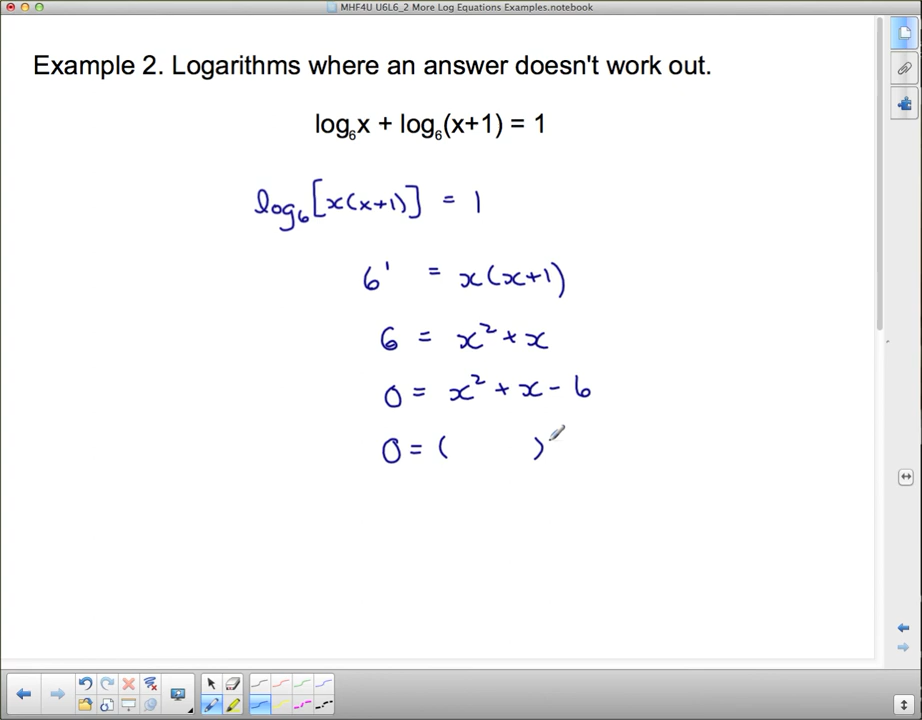 MHF4U U6L6_2 More Log Equations Examples.notebook
Example 2. Logarithms where an answer doesn't work out.
log₆x + log₆(x+1) = 1
log₆[x(x+1)] = 1
6¹ = x(x+1)
6 = x² + x
0 = x² + x - 6
0 = ( )